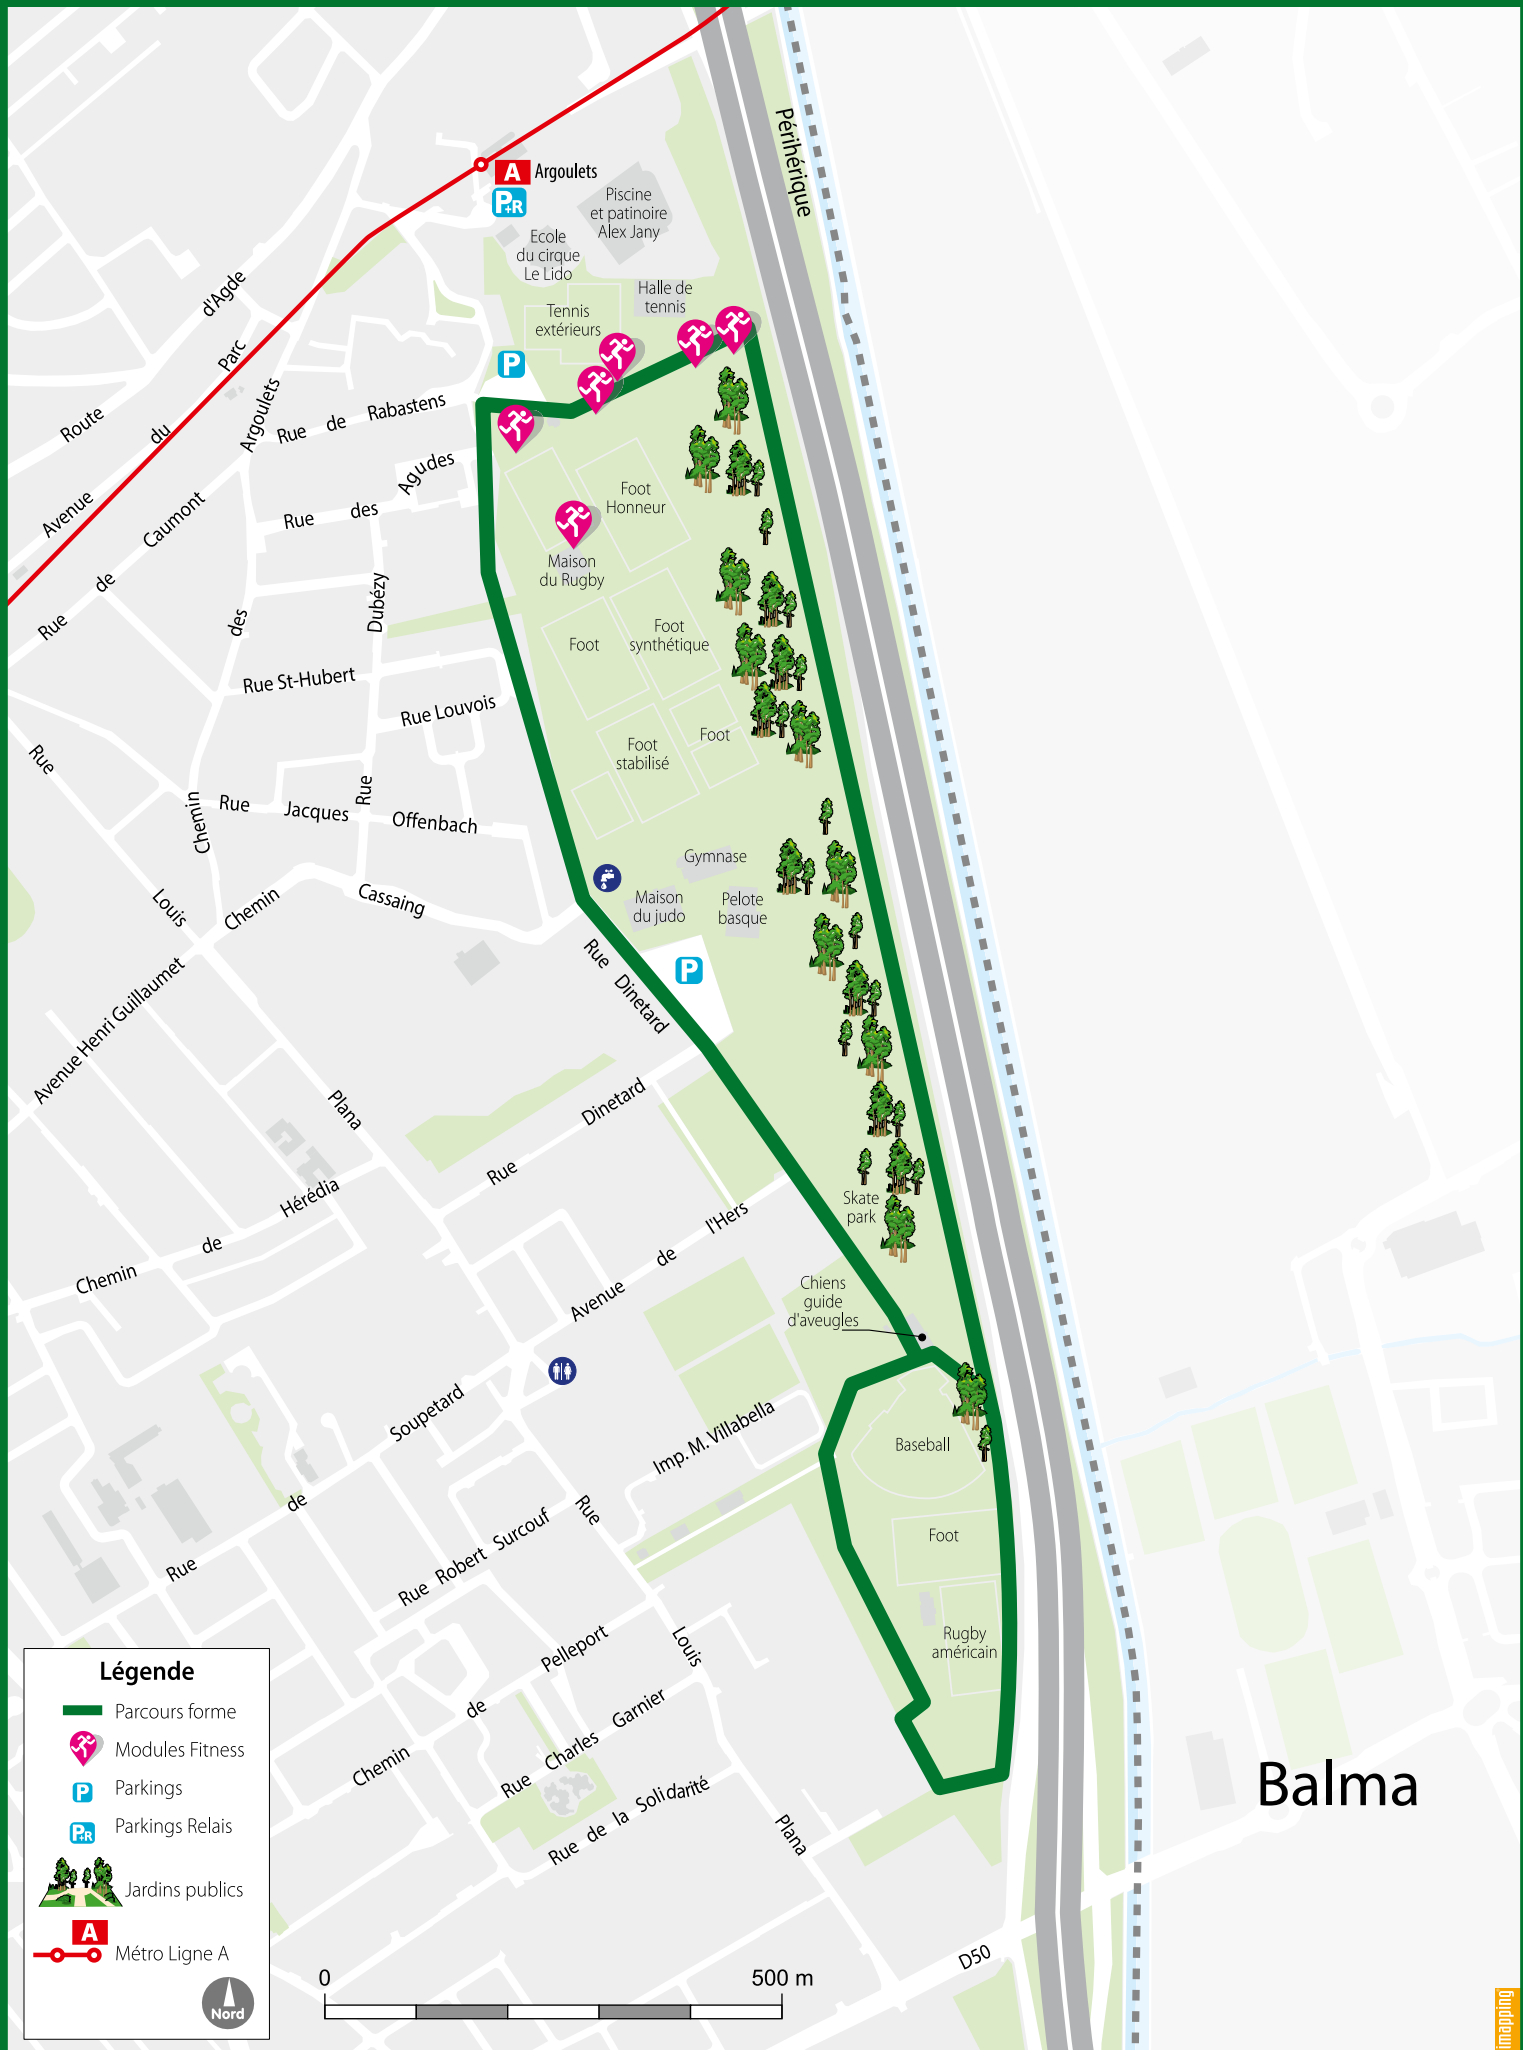 Périhérique
A Argoulets
P+R
Piscine
et patinoire
Alex Jany
Ecole
du cirque
Le Lido
Halle de
tennis
Tennis
extérieurs
P
Route d'Agde
Avenue du Parc
Chemin des Argoulets
Rue de Caumont
Rue de Rabastens
Rue des Agudes
Rue Dubézy
Rue St-Hubert
Rue Louvois
Rue Jacques Offenbach
Foot
Honneur
Maison
du Rugby
Foot
Foot
synthétique
Foot
Foot
stabilisé
Gymnase
Maison
du judo
Pelote
basque
P
Chemin Cassaing
Rue Louis Plana
Avenue Henri Guillaumet
Rue Dinetard
Rue Dinetard
Chemin de Hérédia
Avenue de l'Hers
Skate
park
Chiens
guide
d'aveugles
Rue de Soupetard
Imp. M. Villabella
Baseball
Foot
Rugby
américain
Rue Robert Surcouf
Rue Louis Plana
Chemin de Pelleport
Rue Charles Garnier
Rue de la Solidarité
D50
Balma
Légende
Parcours forme
Modules Fitness
P Parkings
P+R Parkings Relais
Jardins publics
A
Métro Ligne A
Nord
0 500 m
imapping